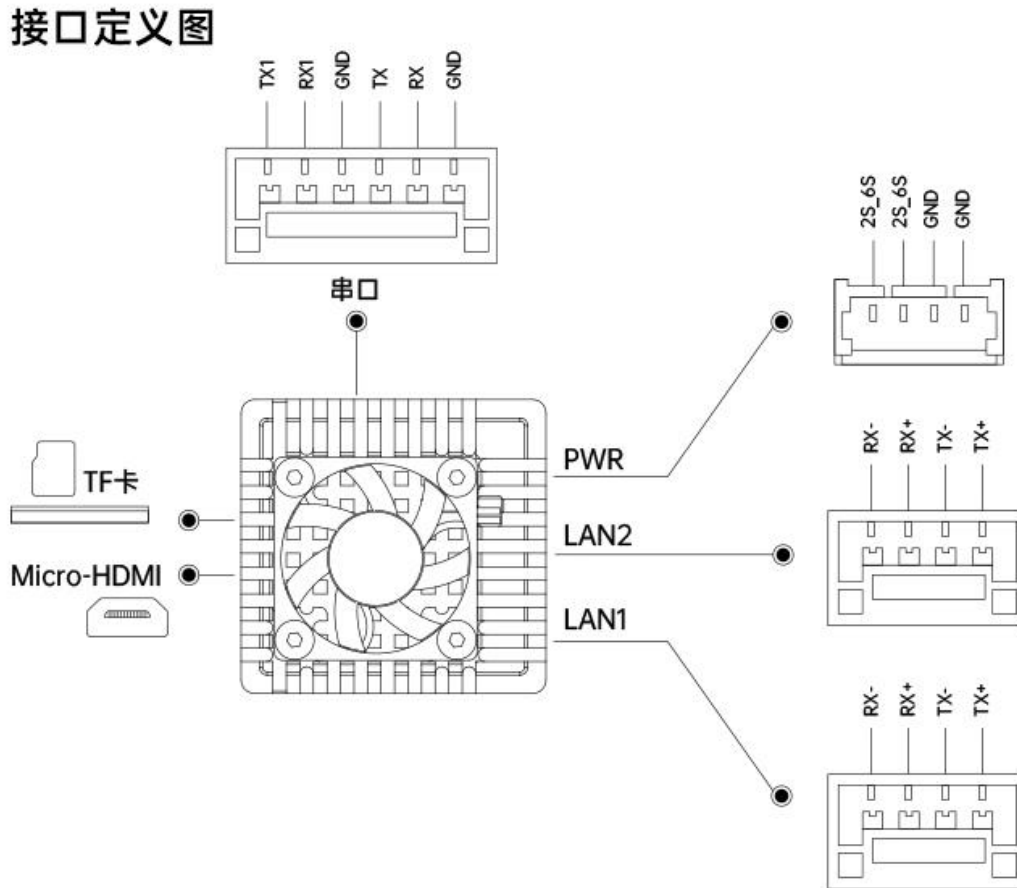 接口定义图
TX1 RX1 GND TX RX GND
串口
2S_6S 2S_6S GND GND
PWR
TF卡
LAN2
RX- RX+ TX- TX+
Micro-HDMI
LAN1
RX- RX+ TX- TX+